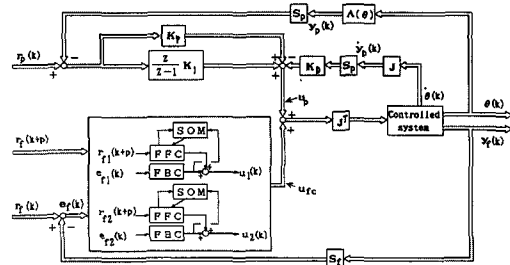 S_p
A(θ)
y_p(k)
K_p
ẏ_p(k)
r_p(k)
z
z-1
K_i
K_p
S_p
J
θ̇(k)
u_p
θ(k)
y_f(k)
J^T
Controlled
system
r_f(k+p)
SOM
r_f1(k+p)
FFC
e_f1(k)
FBC
u_1(k)
SOM
u_fc
r_f(k)
e_f(k)
r_f2(k+p)
FFC
e_f2(k)
FBC
u_2(k)
S_f